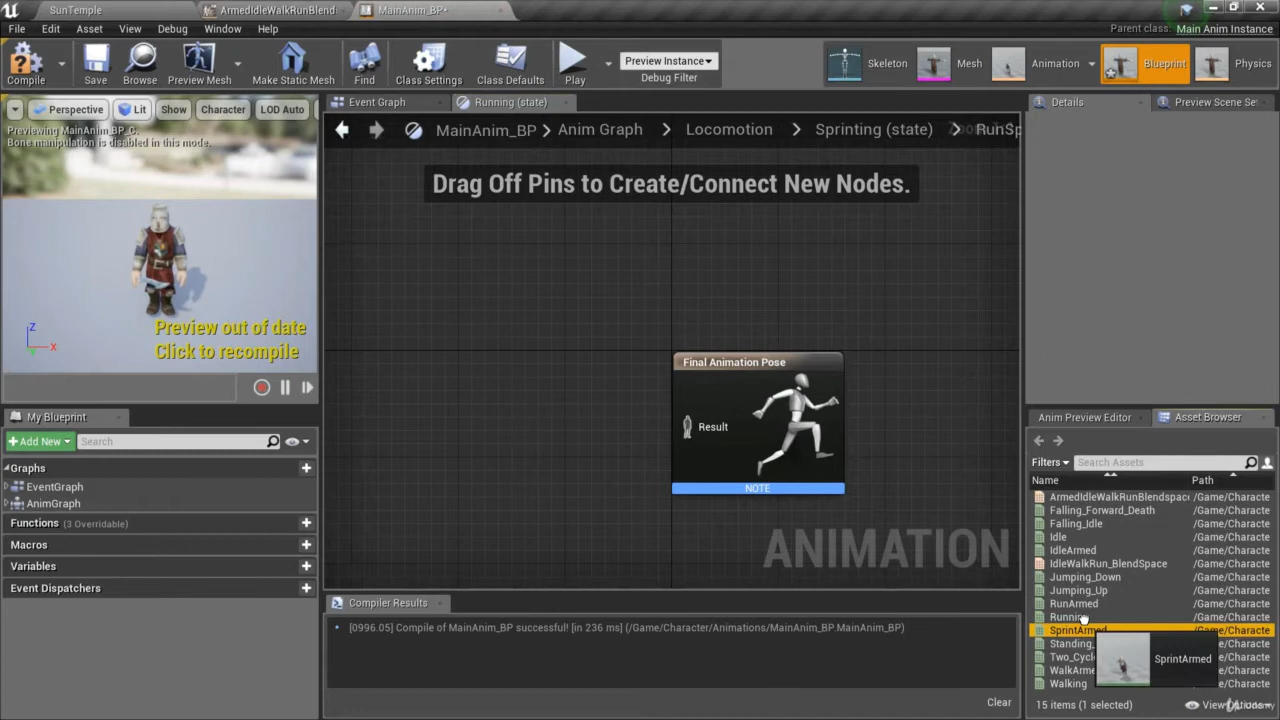 SunTemple
ArmedIdleWalkRunBlend
MainAnim_BP*
File Edit Asset View Window Debug Help
Parent class: Main Anim Instance
Compile
Save
Browse
Preview Mesh
Make Static Mesh
Find
Class Settings
Class Defaults
Play
Preview Instance
Debug Filter
Skeleton
Mesh
Animation
Blueprint
Physics
Perspective
Lit
Show
Character
LOD Auto
Previewing MainAnim_BP_C.
Bone manipulation is disabled in this mode.
Z
X
Y
Preview out of date
Click to recompile
Event Graph
Running (state)
MainAnim_BP > Anim Graph > Locomotion > Sprinting (state) > RunSp
Drag Off Pins to Create/Connect New Nodes.
Final Animation Pose
Result
NOTE
ANIMATION
My Blueprint
+Add New
Search
Graphs
EventGraph
AnimGraph
Functions (3 Overridable)
Macros
Variables
Event Dispatchers
Compiler Results
[0996.05] Compile of MainAnim_BP successful! [in 236 ms] (/Game/Character/Animations/MainAnim_BP.MainAnim_BP)
Clear
Details
Preview Scene Set
Anim Preview Editor
Asset Browser
Filters
Search Assets
Name Path
ArmedIdleWalkRunBlendspace /Game/Characte
Falling_Forward_Death /Game/Characte
Falling_Idle /Game/Characte
Idle /Game/Characte
IdleArmed /Game/Characte
IdleWalkRun_BlendSpace /Game/Characte
Jumping_Down /Game/Characte
Jumping_Up /Game/Characte
RunArmed /Game/Characte
Running /Game/Characte
SprintArmed /Game/Characte
Standing_ /Game/Characte
Two_Cycle /Game/Characte
WalkArme /Game/Characte
Walking /Game/Characte
SprintArmed
15 items (1 selected)
View Options